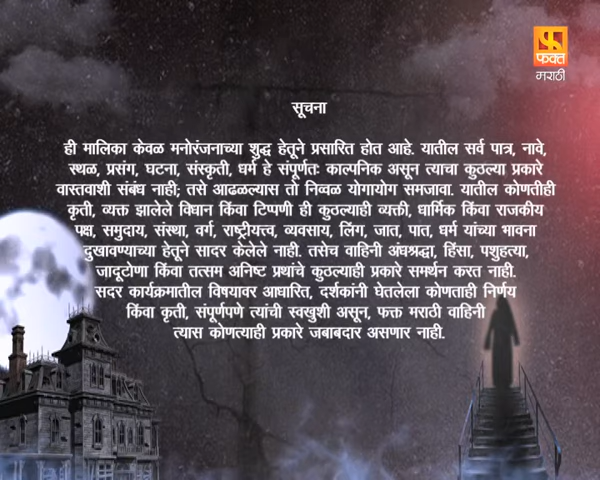 फक्त
मराठी
सूचना
ही मालिका केवळ मनोरंजनाच्या शुद्ध हेतूने प्रसारित होत आहे. यातील सर्व पात्र, नावे,
स्थळ, प्रसंग, घटना, संस्कृती, धर्म हे संपूर्णतः काल्पनिक असून त्याचा कुठल्या प्रकारे
वास्तवाशी संबंध नाही; तसे आढळल्यास तो निव्वळ योगायोग समजावा. यातील कोणतीही
कृती, व्यक्त झालेले विधान किंवा टिप्पणी ही कुठल्याही व्यक्ती, धार्मिक किंवा राजकीय
पक्ष, समुदाय, संस्था, वर्ग, राष्ट्रीयत्त्व, व्यवसाय, लिंग, जात, पात, धर्म यांच्या भावना
दुखावण्याच्या हेतूने सादर केलेले नाही. तसेच वाहिनी अंधश्रद्धा, हिंसा, पशुहत्या,
जादूटोणा किंवा तत्सम अनिष्ट प्रथांचे कुठल्याही प्रकारे समर्थन करत नाही.
सदर कार्यक्रमातील विषयावर आधारित, दर्शकांनी घेतलेला कोणताही निर्णय
किंवा कृती, संपूर्णपणे त्यांची स्वखुशी असून, फक्त मराठी वाहिनी
त्यास कोणत्याही प्रकारे जबाबदार असणार नाही.